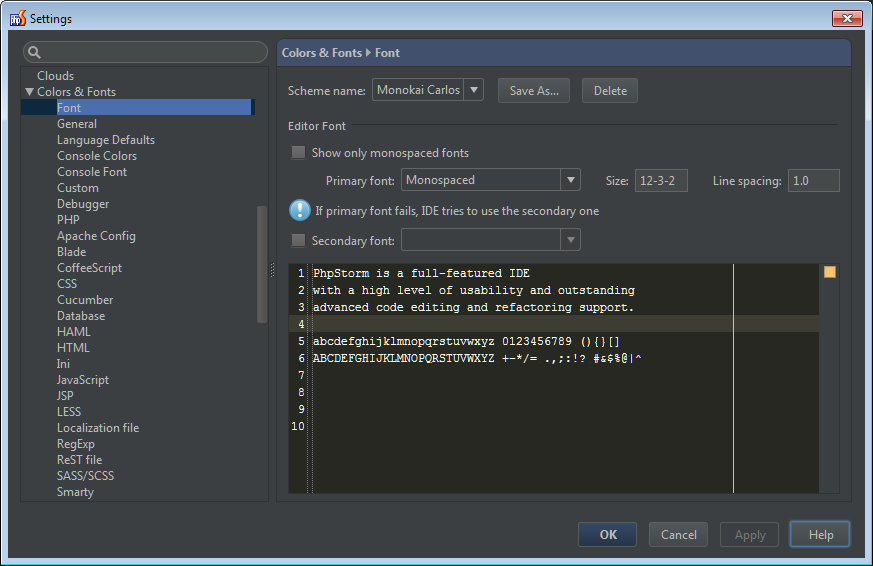 php Settings
Clouds
Colors & Fonts
Font
General
Language Defaults
Console Colors
Console Font
Custom
Debugger
PHP
Apache Config
Blade
CoffeeScript
CSS
Cucumber
Database
HAML
HTML
Ini
JavaScript
JSP
LESS
Localization file
RegExp
ReST file
SASS/SCSS
Smarty
Colors & Fonts Font
Scheme name: Monokai Carlos Save As... Delete
Editor Font
Show only monospaced fonts
Primary font: Monospaced Size: 12-3-2 Line spacing: 1.0
! If primary font fails, IDE tries to use the secondary one
Secondary font:
1 PhpStorm is a full-featured IDE
2 with a high level of usability and outstanding
3 advanced code editing and refactoring support.
4
5 abcdefghijklmnopqrstuvwxyz 0123456789 (){}[]
6 ABCDEFGHIJKLMNOPQRSTUVWXYZ +-*/= .,;:!? #&$%@|^
7
8
9
10
OK Cancel Apply Help